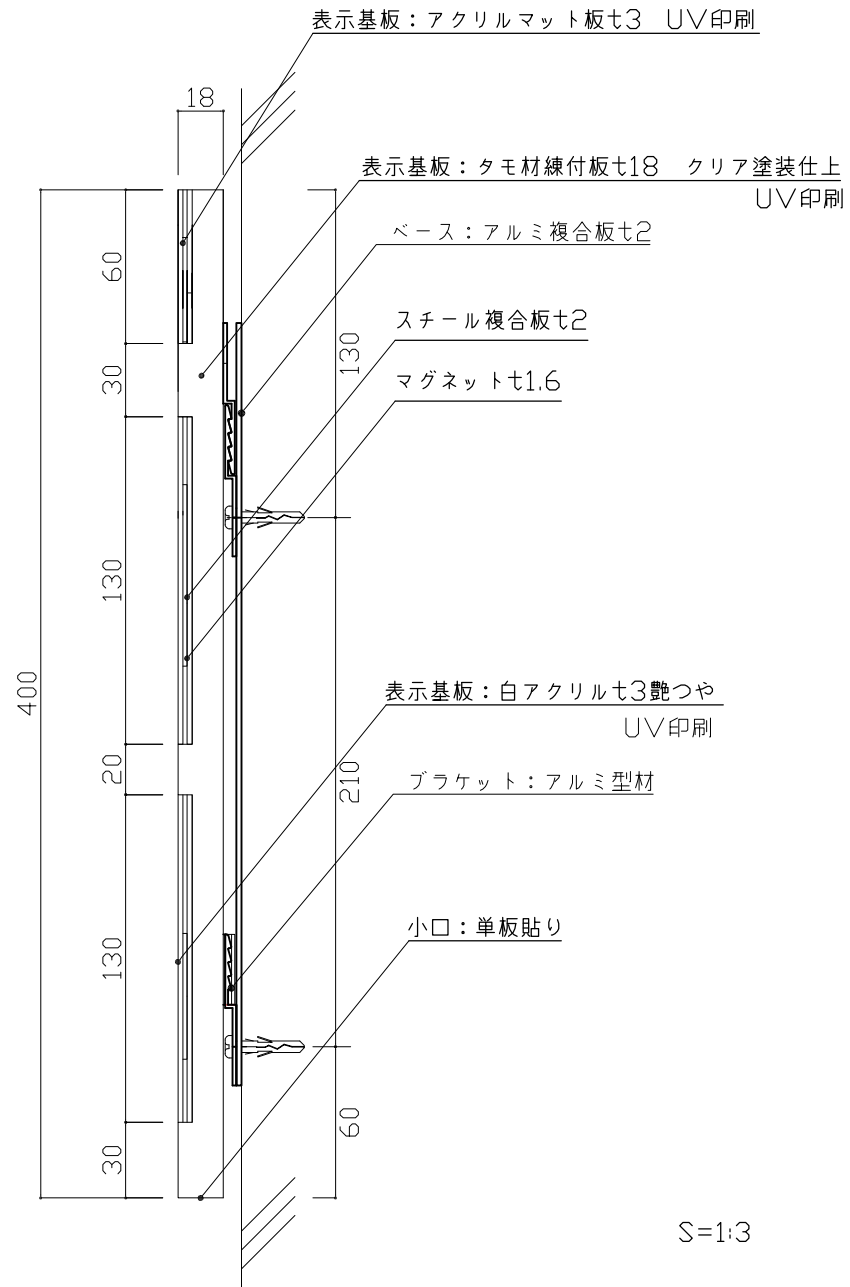 表示基板：アクリルマット板t3　UV印刷
18
表示基板：タモ材練付板t18　クリア塗装仕上
UV印刷
ベース：アルミ複合板t2
60
スチール複合板t2
130
30
マグネットt1.6
130
400
表示基板：白アクリルt3艶つや
UV印刷
20
210
ブラケット：アルミ型材
小口：単板貼り
130
60
30
S=1:3